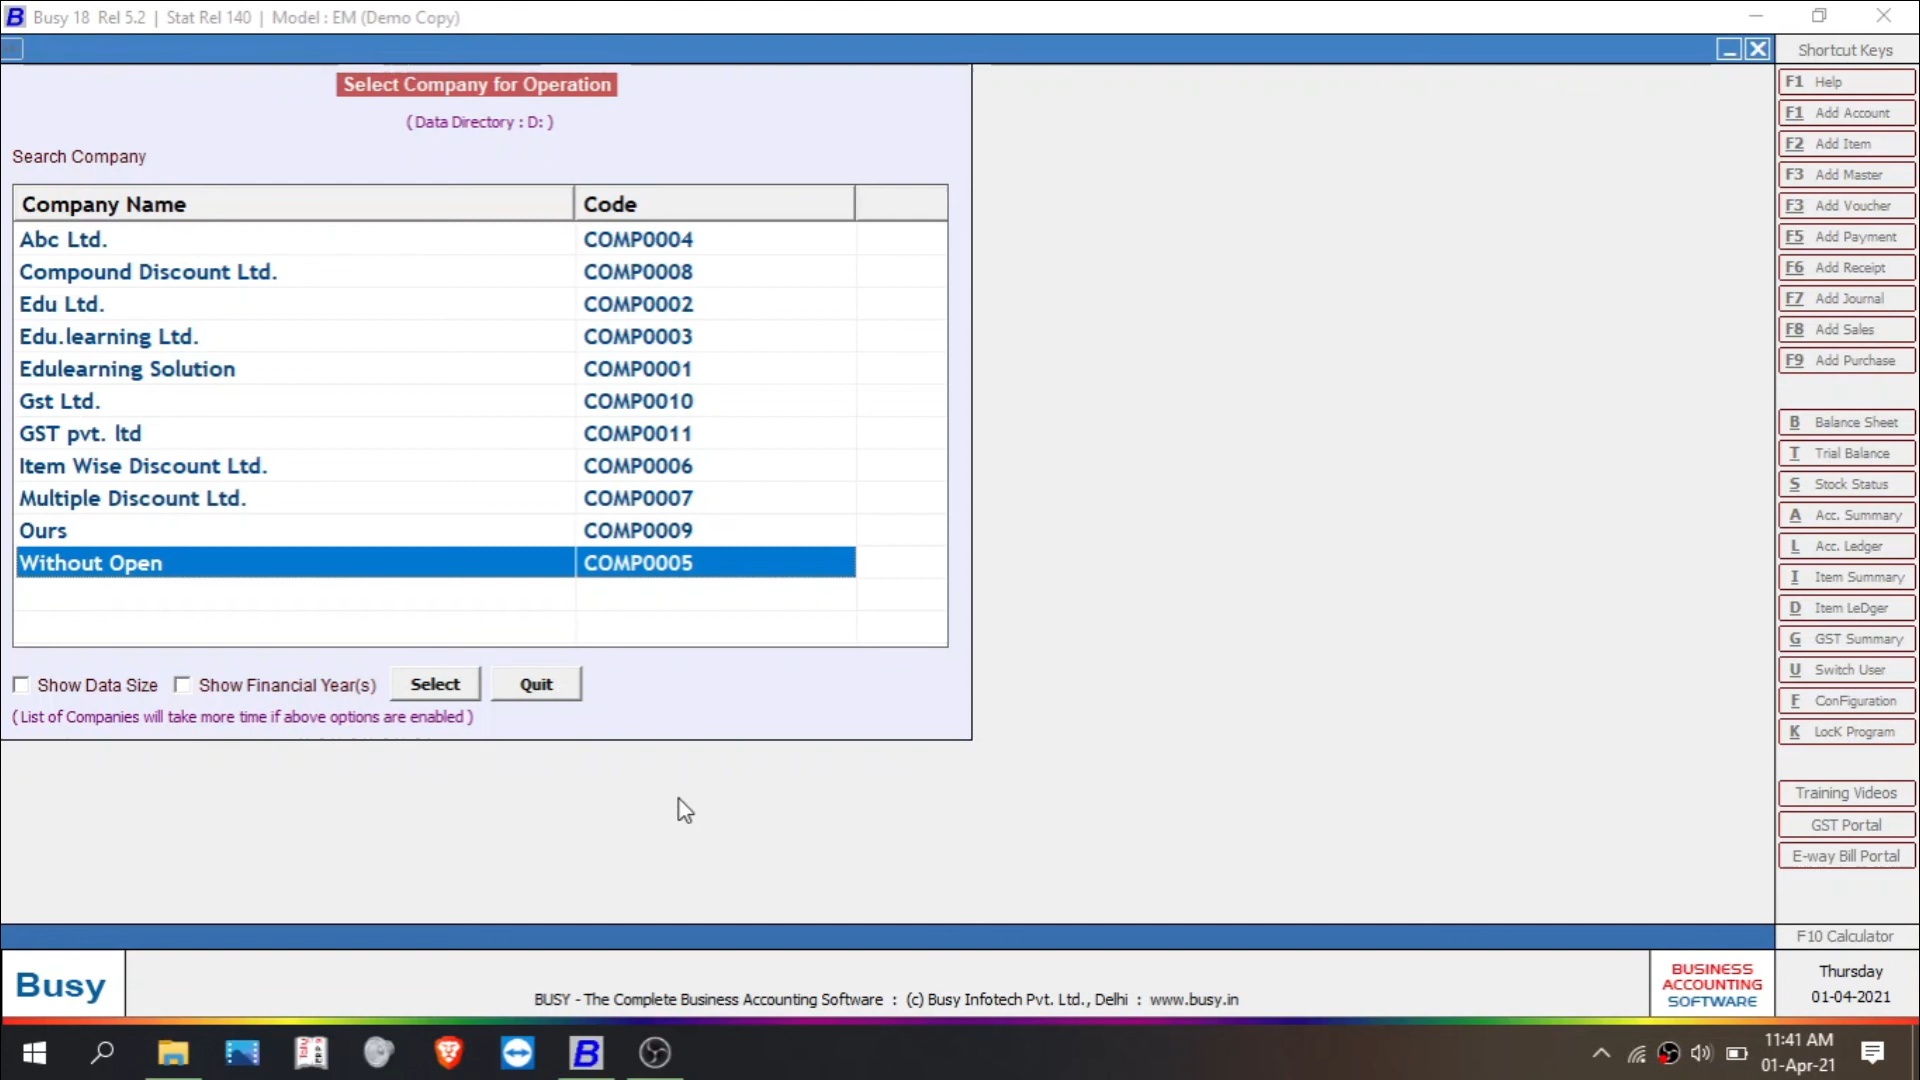 Busy 18 Rel 5.2 | Stat Rel 140 | Model : EM (Demo Copy)
Shortcut Keys
Select Company for Operation
( Data Directory : D: )
Search Company
Company Name Code
Abc Ltd. COMP0004
Compound Discount Ltd. COMP0008
Edu Ltd. COMP0002
Edu.learning Ltd. COMP0003
Edulearning Solution COMP0001
Gst Ltd. COMP0010
GST pvt. ltd COMP0011
Item Wise Discount Ltd. COMP0006
Multiple Discount Ltd. COMP0007
Ours COMP0009
Without Open COMP0005
Show Data Size Show Financial Year(s) Select Quit
( List of Companies will take more time if above options are enabled )
F1 Help
F1 Add Account
F2 Add Item
F3 Add Master
F3 Add Voucher
F5 Add Payment
F6 Add Receipt
F7 Add Journal
F8 Add Sales
F9 Add Purchase
B Balance Sheet
T Trial Balance
S Stock Status
A Acc. Summary
L Acc. Ledger
I Item Summary
D Item LeDger
G GST Summary
U Switch User
F ConFiguration
K LocK Program
Training Videos
GST Portal
E-way Bill Portal
F10 Calculator
Busy
BUSY - The Complete Business Accounting Software : (c) Busy Infotech Pvt. Ltd., Delhi : www.busy.in
BUSINESS
ACCOUNTING
SOFTWARE
Thursday
01-04-2021
11:41 AM
01-Apr-21